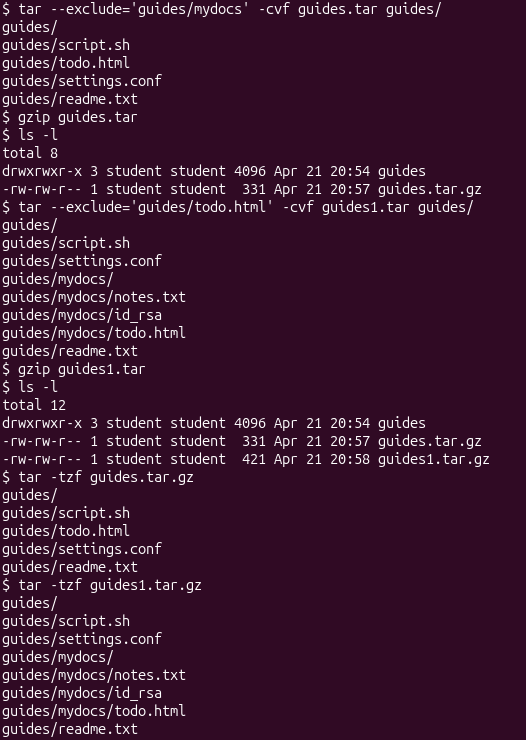 $ tar --exclude='guides/mydocs' -cvf guides.tar guides/
guides/
guides/script.sh
guides/todo.html
guides/settings.conf
guides/readme.txt
$ gzip guides.tar
$ ls -l
total 8
drwxrwxr-x 3 student student 4096 Apr 21 20:54 guides
-rw-rw-r-- 1 student student  331 Apr 21 20:57 guides.tar.gz
$ tar --exclude='guides/todo.html' -cvf guides1.tar guides/
guides/
guides/script.sh
guides/settings.conf
guides/mydocs/
guides/mydocs/notes.txt
guides/mydocs/id_rsa
guides/mydocs/todo.html
guides/readme.txt
$ gzip guides1.tar
$ ls -l
total 12
drwxrwxr-x 3 student student 4096 Apr 21 20:54 guides
-rw-rw-r-- 1 student student  331 Apr 21 20:57 guides.tar.gz
-rw-rw-r-- 1 student student  421 Apr 21 20:58 guides1.tar.gz
$ tar -tzf guides.tar.gz
guides/
guides/script.sh
guides/todo.html
guides/settings.conf
guides/readme.txt
$ tar -tzf guides1.tar.gz
guides/
guides/script.sh
guides/settings.conf
guides/mydocs/
guides/mydocs/notes.txt
guides/mydocs/id_rsa
guides/mydocs/todo.html
guides/readme.txt